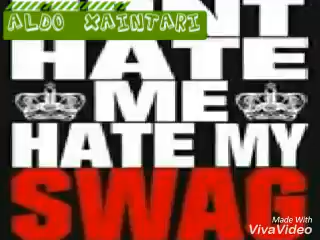 ALDO XAINTARI
HATE
ME
HATE MY
SWAG
Made With
VivaVideo